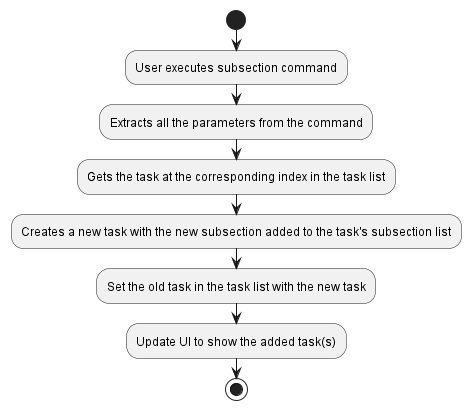 User executes subsection command
Extracts all the parameters from the command
Gets the task at the corresponding index in the task list
Creates a new task with the new subsection added to the task's subsection list
Set the old task in the task list with the new task
Update UI to show the added task(s)